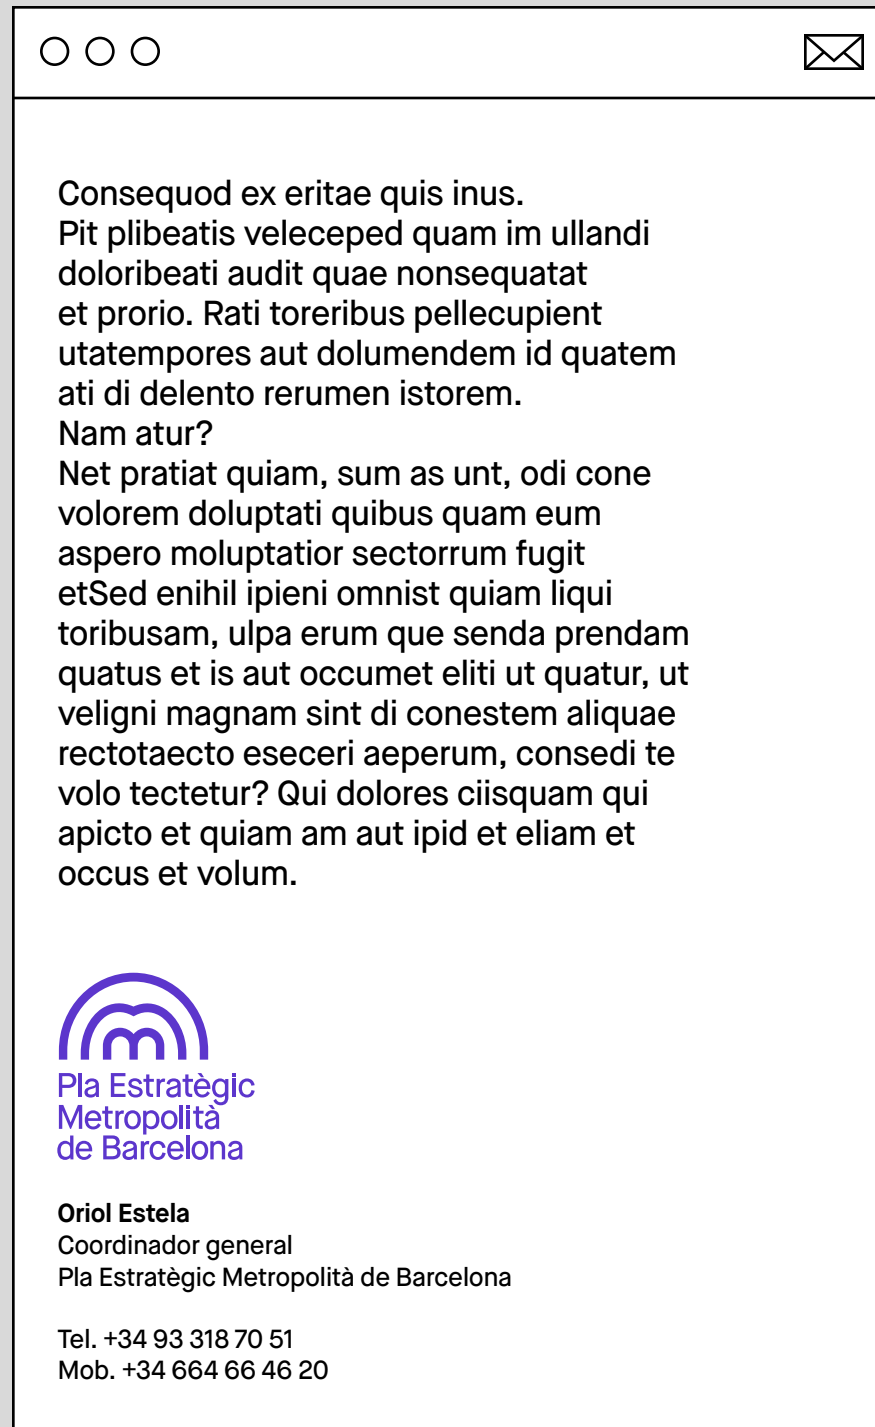 Consequod ex eritae quis inus.
Pit plibeatis veleceped quam im ullandi
doloribeati audit quae nonsequatat
et prorio. Rati toreribus pellecupient
utatempores aut dolumendem id quatem
ati di delento rerumen istorem.
Nam atur?
Net pratiat quiam, sum as unt, odi cone
volorem doluptati quibus quam eum
aspero moluptatior sectorrum fugit
etSed enihil ipieni omnist quiam liqui
toribusam, ulpa erum que senda prendam
quatus et is aut occumet eliti ut quatur, ut
veligni magnam sint di conestem aliquae
rectotaecto eseceri aeperum, consedi te
volo tectetur? Qui dolores ciisquam qui
apicto et quiam am aut ipid et eliam et
occus et volum.
Pla Estratègic
Metropolità
de Barcelona
Oriol Estela
Coordinador general
Pla Estratègic Metropolità de Barcelona
Tel. +34 93 318 70 51
Mob. +34 664 66 46 20